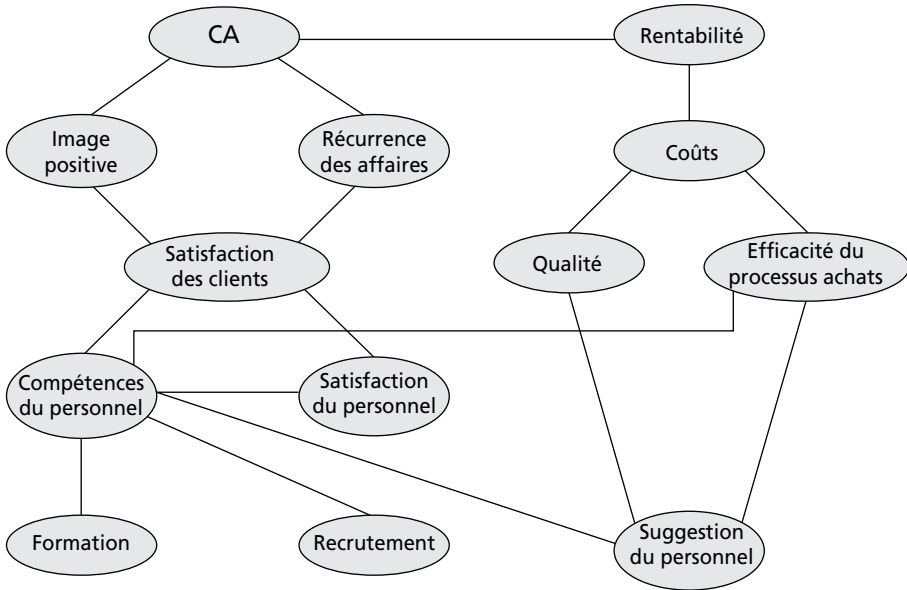 CA
Rentabilité
Image
positive
Récurrence
des affaires
Coûts
Satisfaction
des clients
Qualité
Efficacité du
processus achats
Compétences
du personnel
Satisfaction
du personnel
Formation
Recrutement
Suggestion
du personnel